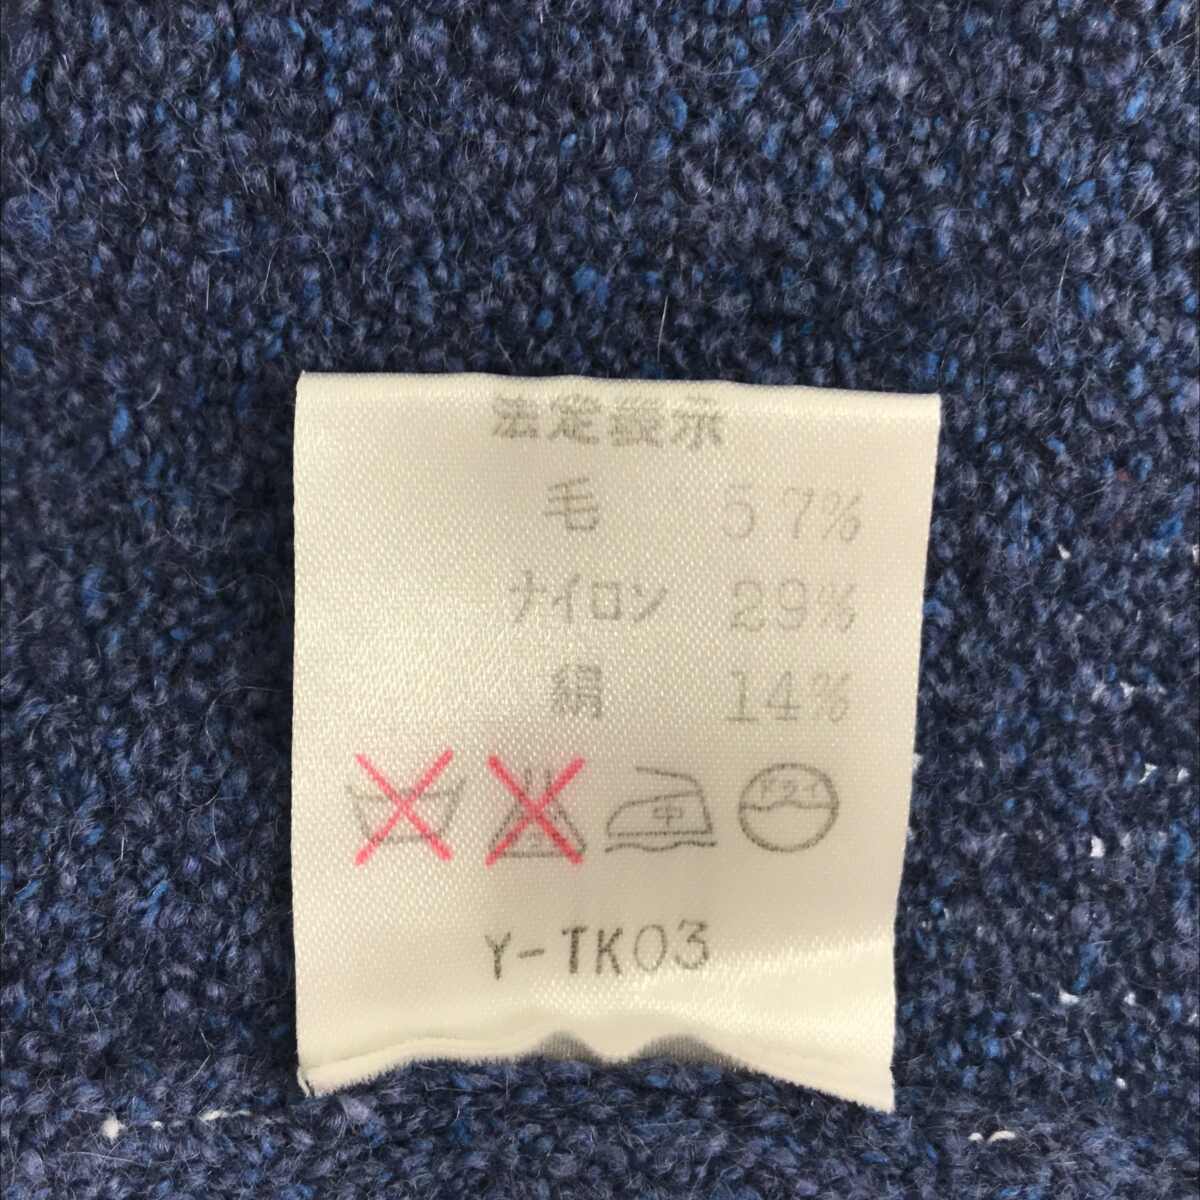 法定表示
毛 57%
ナイロン 29%
絹 14%
中 ドライ
Y-TK03